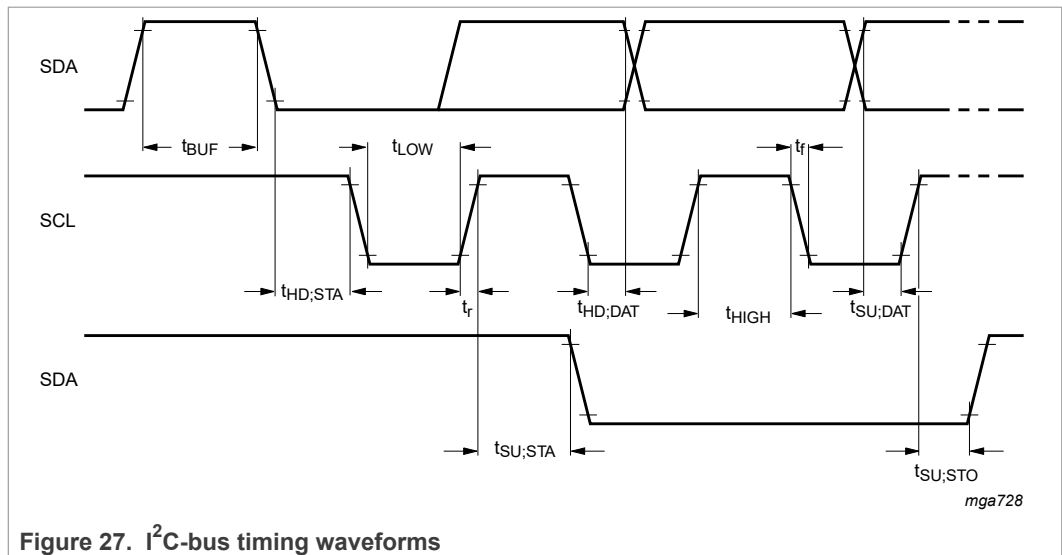 SDA
tBUF
tLOW
tf
SCL
tHD;STA
tr
tHD;DAT
tHIGH
tSU;DAT
SDA
tSU;STA
tSU;STO
mga728
Figure 27. I²C-bus timing waveforms